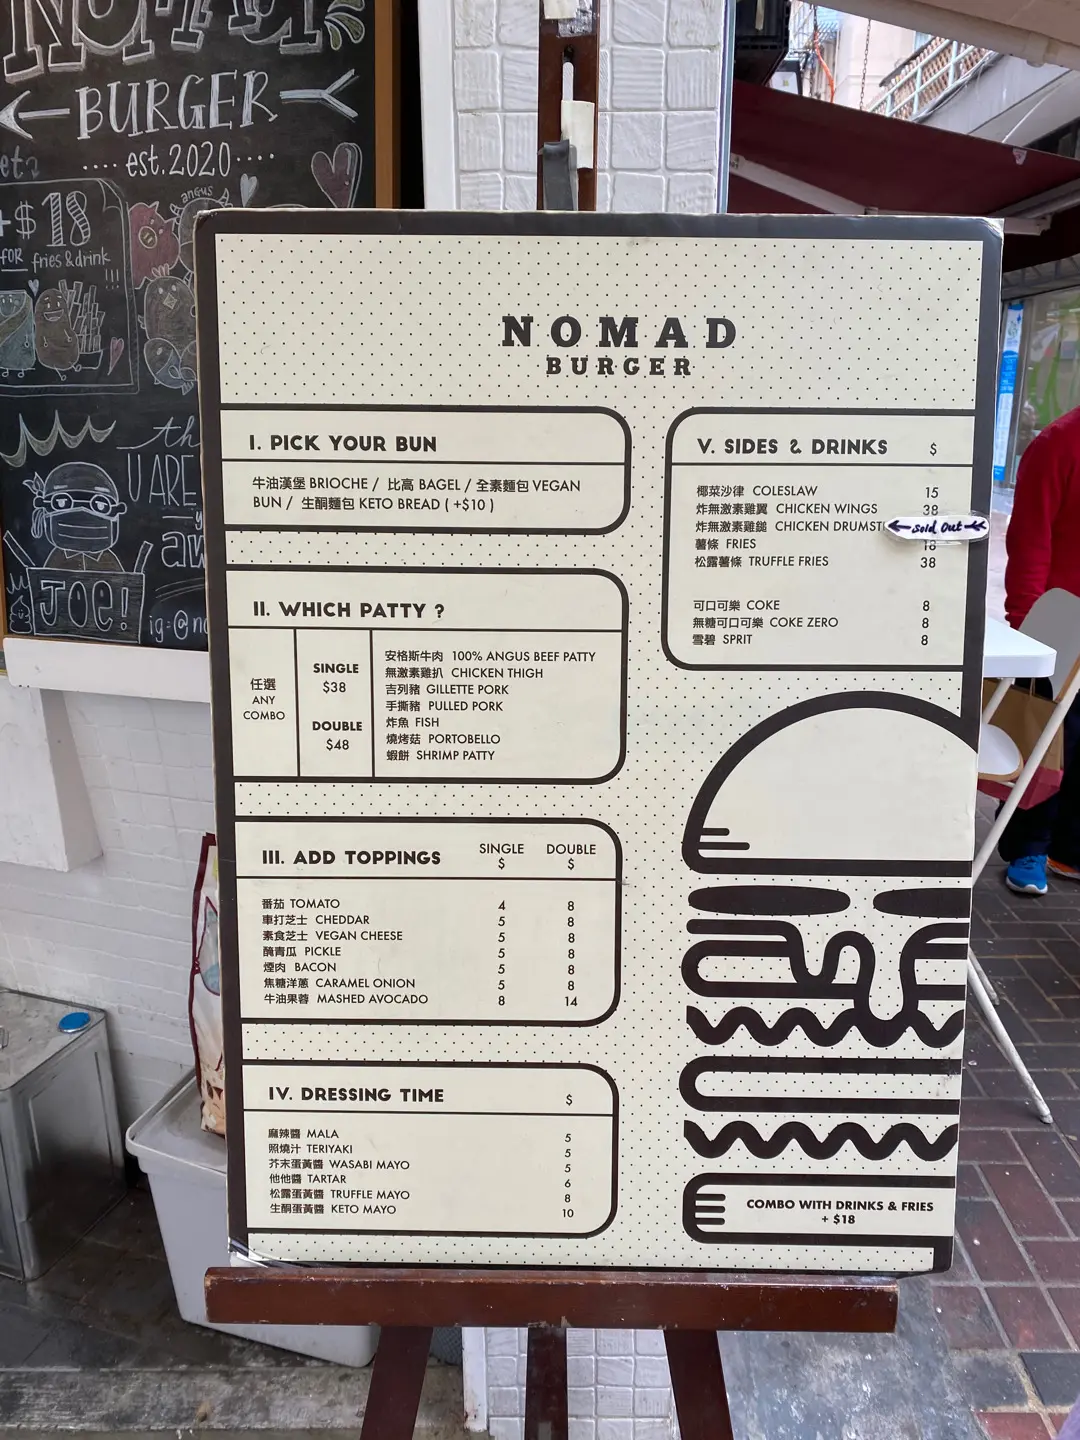 NOMAD
BURGER
est.2020
+$18
FOR fries & drink
angus
U ARE
JOE!
NOMAD
BURGER
I. PICK YOUR BUN
牛油漢堡 BRIOCHE / 比高 BAGEL / 全素麵包 VEGAN
BUN / 生酮麵包 KETO BREAD ( +$10 )
II. WHICH PATTY ?
任選
ANY
COMBO
SINGLE
$38
DOUBLE
$48
安格斯牛肉 100% ANGUS BEEF PATTY
無激素雞扒 CHICKEN THIGH
吉列豬 GILLETTE PORK
手撕豬 PULLED PORK
炸魚 FISH
燒烤菇 PORTOBELLO
蝦餅 SHRIMP PATTY
III. ADD TOPPINGS SINGLE $ DOUBLE $
番茄 TOMATO 4 8
車打芝士 CHEDDAR 5 8
素食芝士 VEGAN CHEESE 5 8
醃青瓜 PICKLE 5 8
煙肉 BACON 5 8
焦糖洋蔥 CARAMEL ONION 5 8
牛油果蓉 MASHED AVOCADO 8 14
IV. DRESSING TIME $
麻辣醬 MALA 5
照燒汁 TERIYAKI 5
芥末蛋黃醬 WASABI MAYO 5
他他醬 TARTAR 6
松露蛋黃醬 TRUFFLE MAYO 8
生酮蛋黃醬 KETO MAYO 10
V. SIDES & DRINKS $
椰菜沙律 COLESLAW 15
炸無激素雞翼 CHICKEN WINGS 38
炸無激素雞鎚 CHICKEN DRUMSTI Sold Out
薯條 FRIES 18
松露薯條 TRUFFLE FRIES 38
可口可樂 COKE 8
無糖可口可樂 COKE ZERO 8
雪碧 SPRIT 8
COMBO WITH DRINKS & FRIES
+ $18